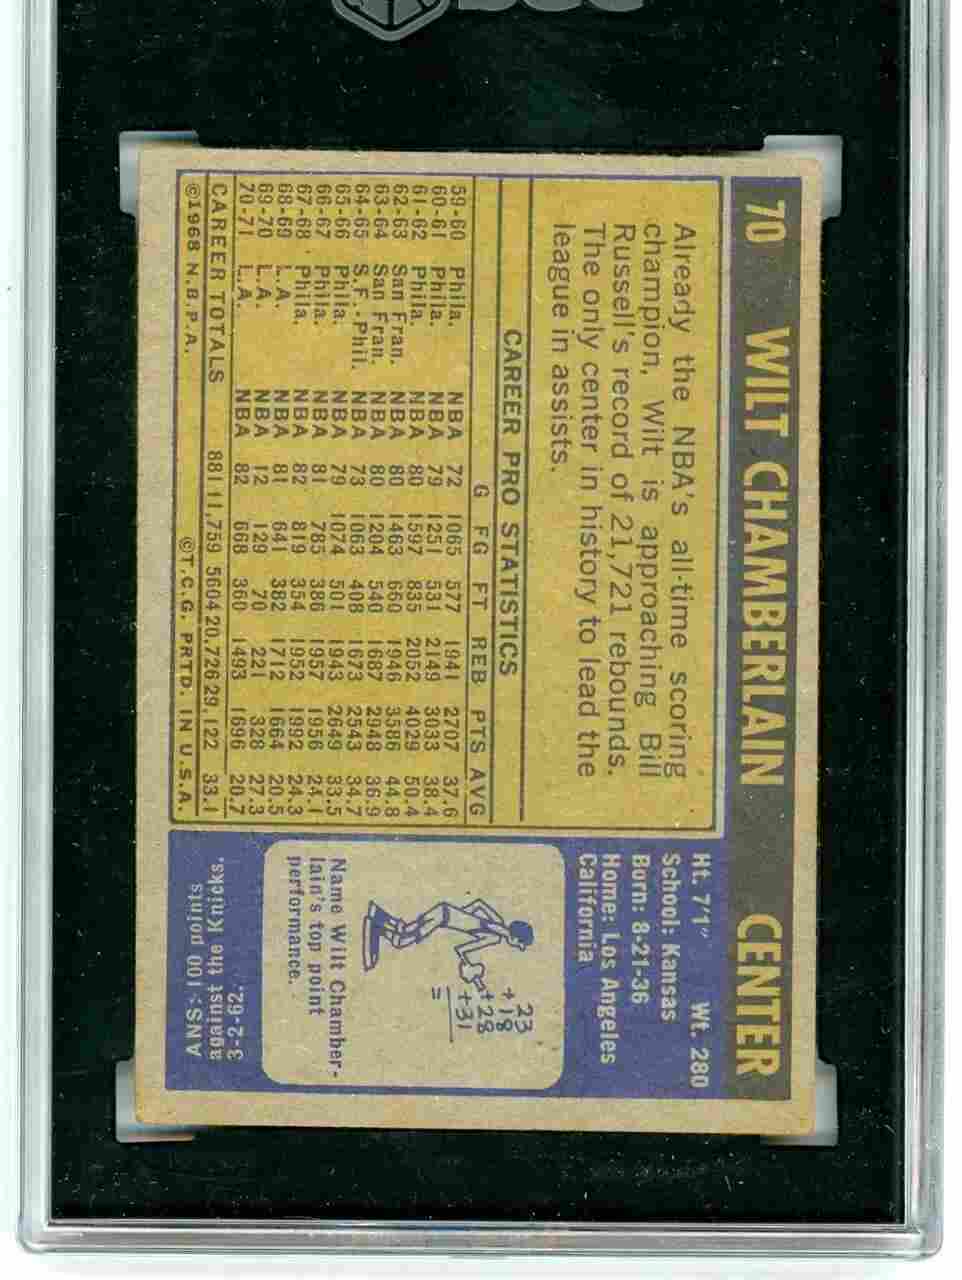 70 WILT CHAMBERLAIN CENTER
Already the NBA's all-time scoring
champion, Wilt is approaching Bill
Russell's record of 21,721 rebounds.
The only center in history to lead the
league in assists.
CAREER PRO STATISTICS
G FG FT REB PTS AVG
59-60 Phila. NBA 72 1065 577 1941 2707 37.6
60-61 Phila. NBA 79 1251 531 2149 3033 38.4
61-62 Phila. NBA 80 1597 835 2052 4029 50.4
62-63 San Fran. NBA 80 1463 660 1946 3586 44.8
63-64 San Fran. NBA 80 1204 540 1687 2948 36.9
64-65 S.F.-Phil. NBA 73 1063 408 1673 2543 34.7
65-66 Phila. NBA 79 1074 501 1943 2649 33.5
66-67 Phila. NBA 81 785 386 1957 1956 24.1
67-68 Phila. NBA 82 819 354 1952 1992 24.3
68-69 L.A. NBA 81 641 382 1712 1664 20.5
69-70 L.A. NBA 12 129 70 221 328 27.3
70-71 L.A. NBA 82 668 360 1493 1696 20.7
CAREER TOTALS 881 11,759 5604 20,726 29,122 33.1
©1968 N.B.P.A. ©T.C.G. PRTD. IN U.S.A.
Ht. 7'1" Wt. 280
School: Kansas
Born: 8-21-36
Home: Los Angeles
California
23
+18
+28
+31
=
Name Wilt Chamber-
lain's top point
performance.
ANS: 100 points
against the Knicks.
3-2-62.